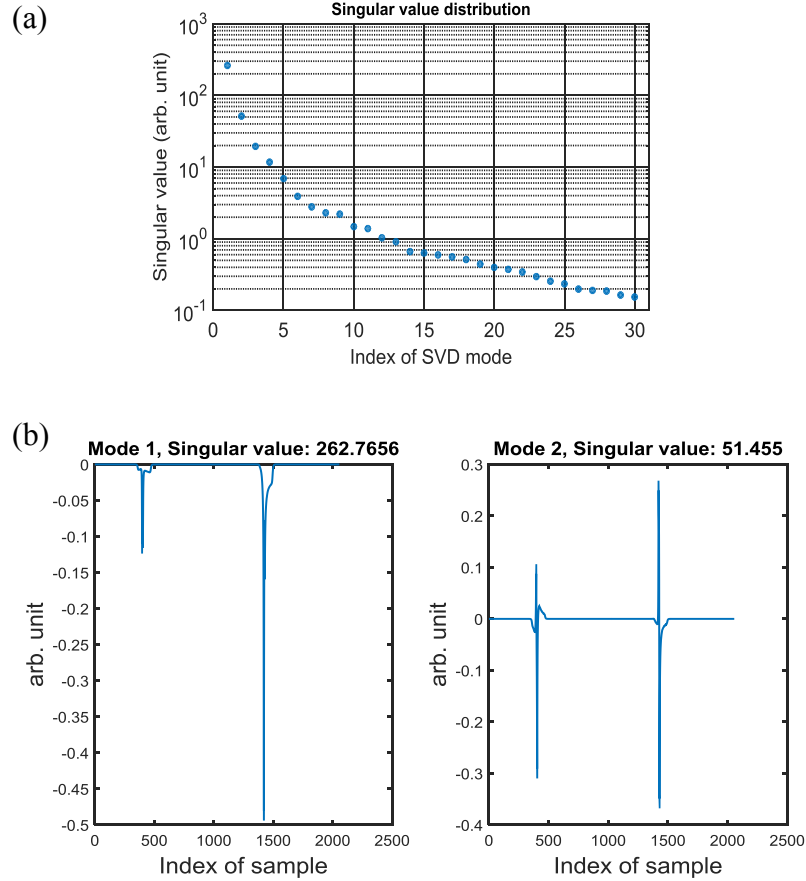 (a)
Singular value distribution
10^3
10^2
10^1
10^0
10^-1
Singular value (arb. unit)
0 5 10 15 20 25 30
Index of SVD mode
(b)
Mode 1, Singular value: 262.7656
0
-0.05
-0.1
-0.15
-0.2
-0.25
-0.3
-0.35
-0.4
-0.45
-0.5
arb. unit
0 500 1000 1500 2000 2500
Index of sample
Mode 2, Singular value: 51.455
0.3
0.2
0.1
0
-0.1
-0.2
-0.3
-0.4
arb. unit
0 500 1000 1500 2000 2500
Index of sample